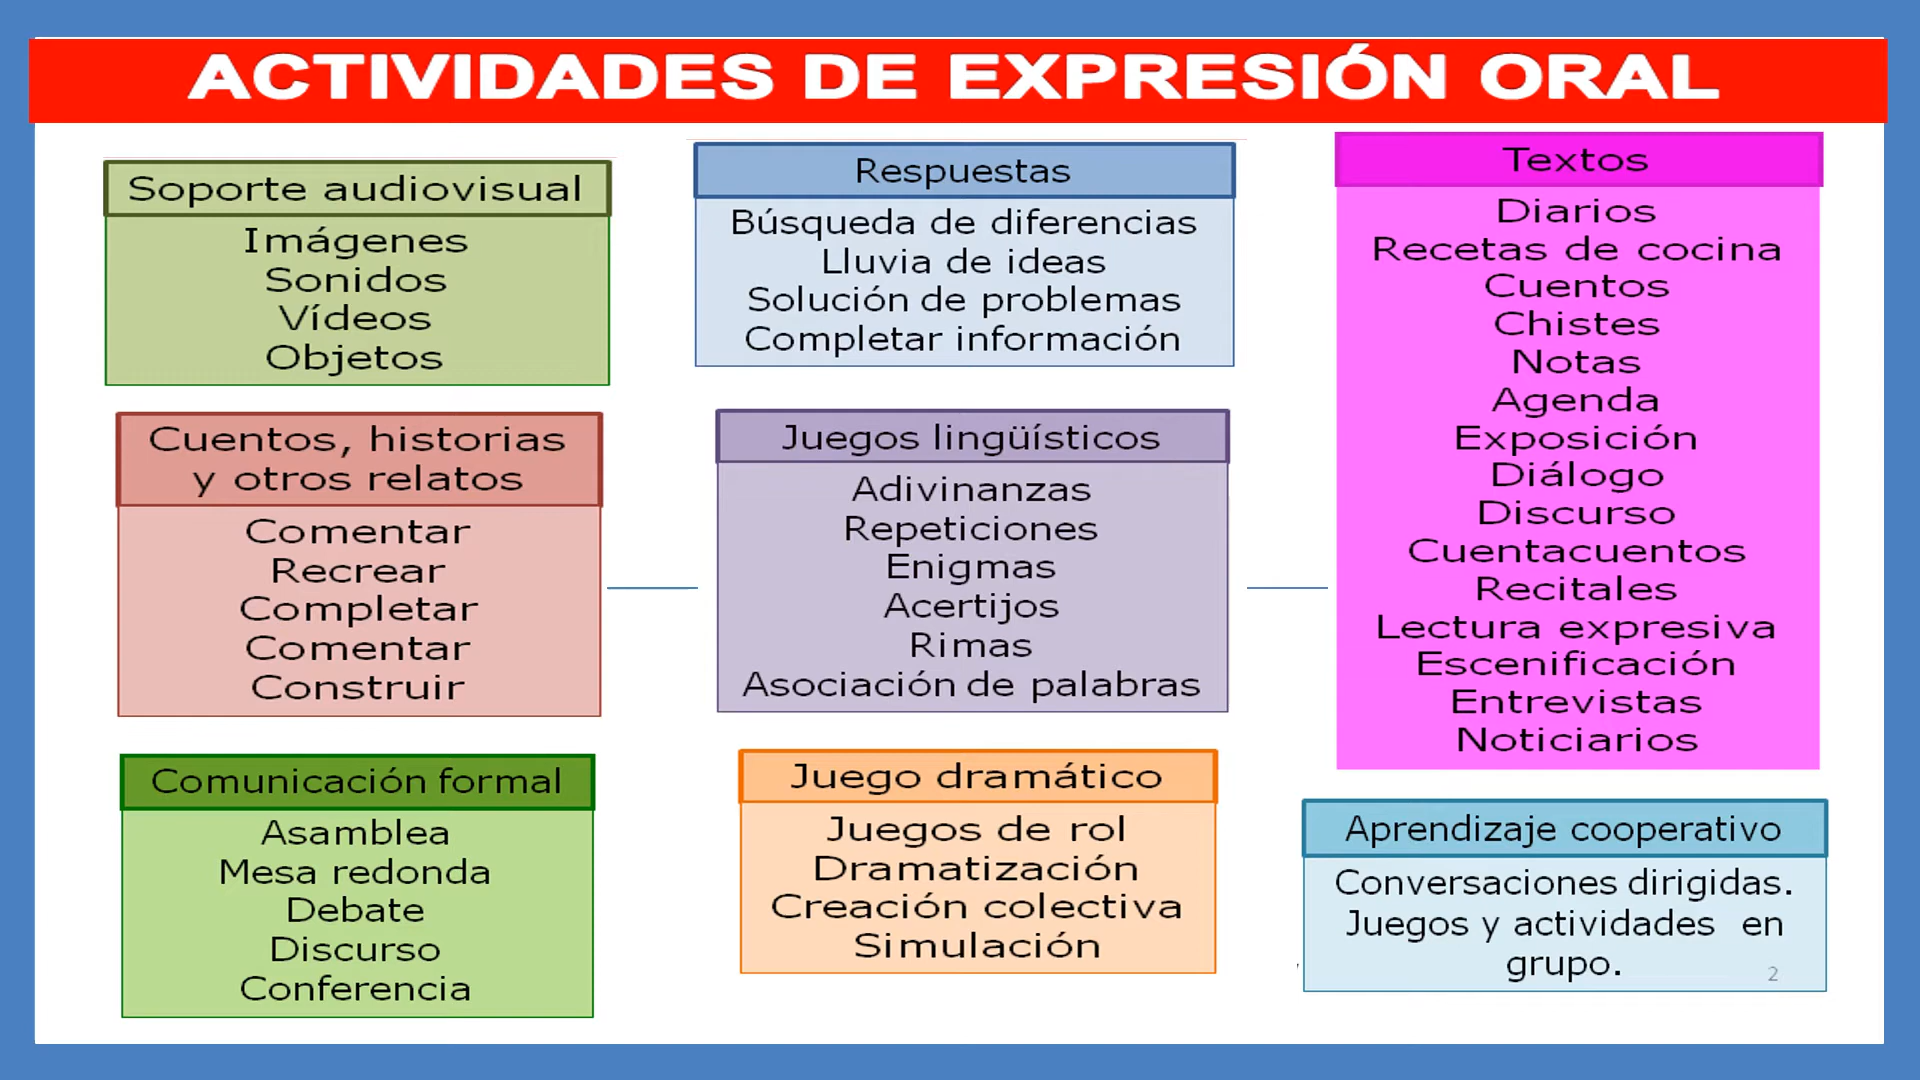 ACTIVIDADES DE EXPRESIÓN ORAL
Soporte audiovisual
Imágenes
Sonidos
Vídeos
Objetos
Cuentos, historias
y otros relatos
Comentar
Recrear
Completar
Comentar
Construir
Comunicación formal
Asamblea
Mesa redonda
Debate
Discurso
Conferencia
Respuestas
Búsqueda de diferencias
Lluvia de ideas
Solución de problemas
Completar información
Juegos lingüísticos
Adivinanzas
Repeticiones
Enigmas
Acertijos
Rimas
Asociación de palabras
Juego dramático
Juegos de rol
Dramatización
Creación colectiva
Simulación
Textos
Diarios
Recetas de cocina
Cuentos
Chistes
Notas
Agenda
Exposición
Diálogo
Discurso
Cuentacuentos
Recitales
Lectura expresiva
Escenificación
Entrevistas
Noticiarios
Aprendizaje cooperativo
Conversaciones dirigidas.
Juegos y actividades en
grupo.
2